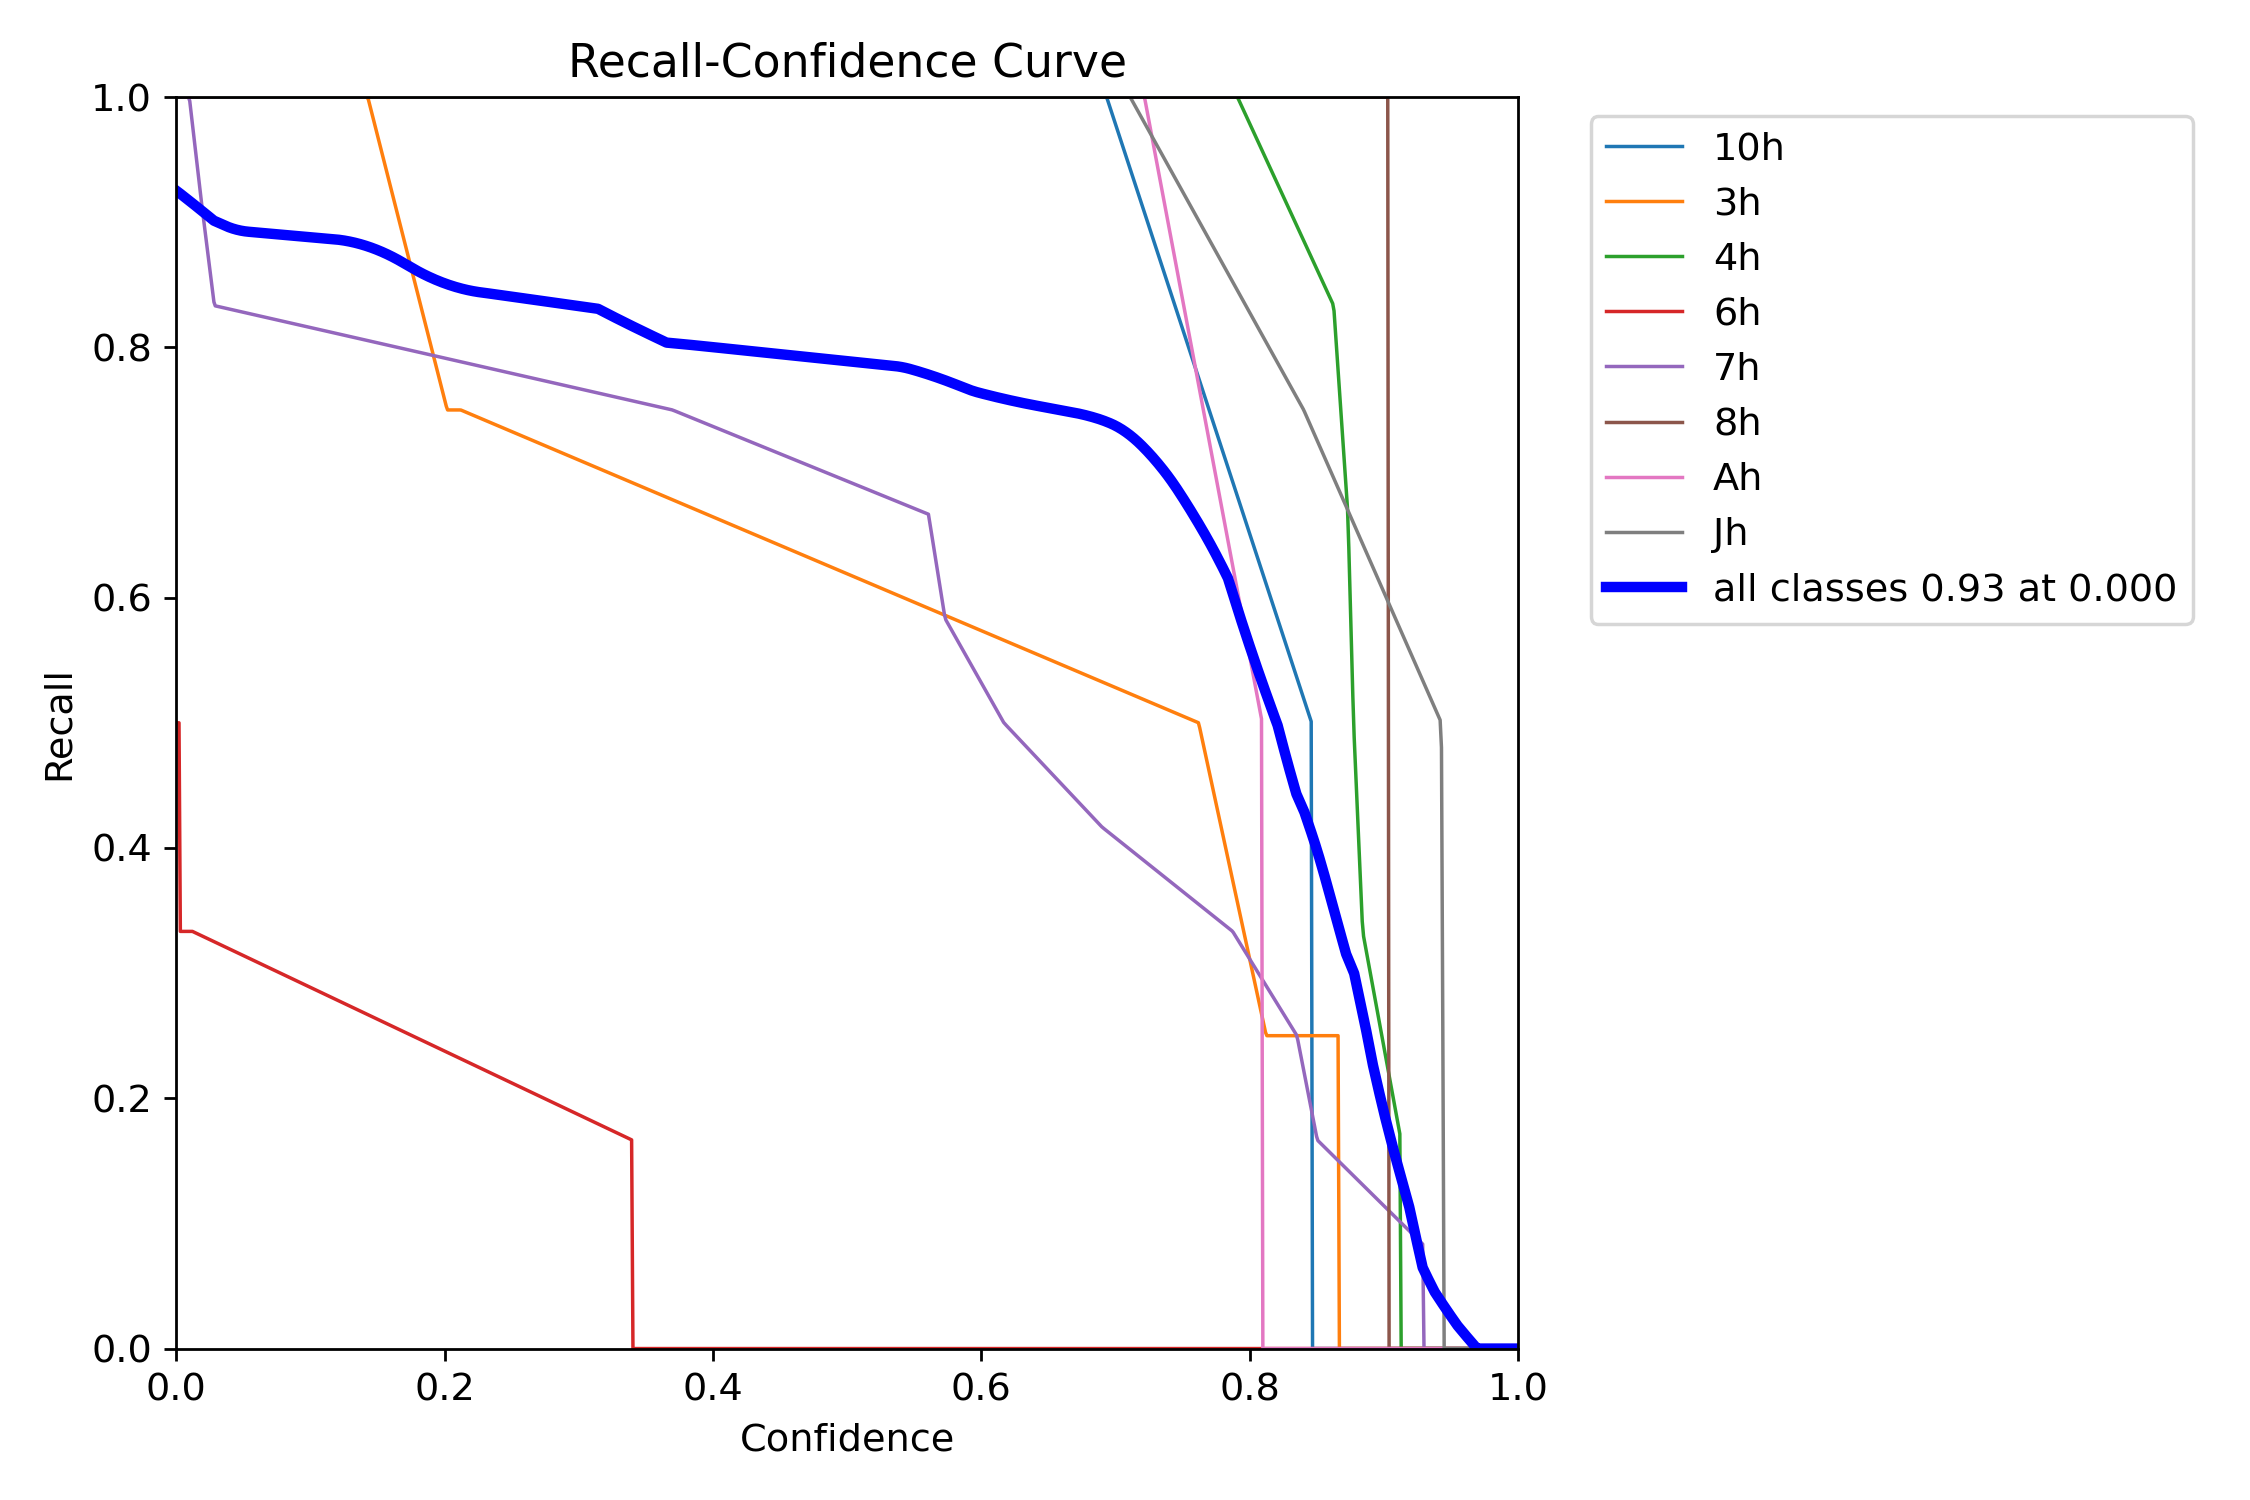 Recall-Confidence Curve
1.0
0.8
0.6
0.4
0.2
0.0
Recall
0.0 0.2 0.4 0.6 0.8 1.0
Confidence
10h
3h
4h
6h
7h
8h
Ah
Jh
all classes 0.93 at 0.000